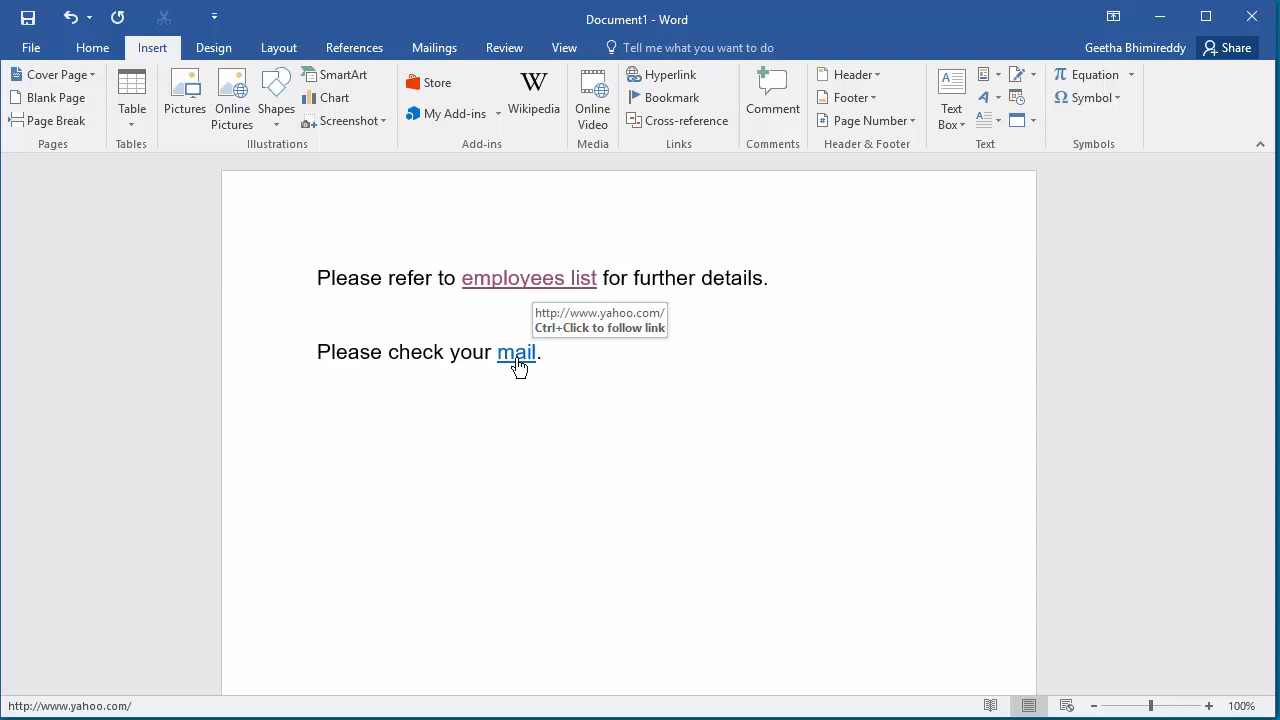 Document1 - Word
File Home Insert Design Layout References Mailings Review View Tell me what you want to do Geetha Bhimireddy Share
Cover Page
Blank Page
Page Break
Pages
Table
Tables
Pictures
Online
Pictures
Shapes
SmartArt
Chart
Screenshot
Illustrations
Store
My Add-ins
W
Wikipedia
Add-ins
Online
Video
Media
Hyperlink
Bookmark
Cross-reference
Links
Comment
Comments
Header
Footer
Page Number
Header & Footer
Text
Box
Text
Equation
Symbol
Symbols
Please refer to employees list for further details.
http://www.yahoo.com/
Ctrl+Click to follow link
Please check your mail.
http://www.yahoo.com/ 100%